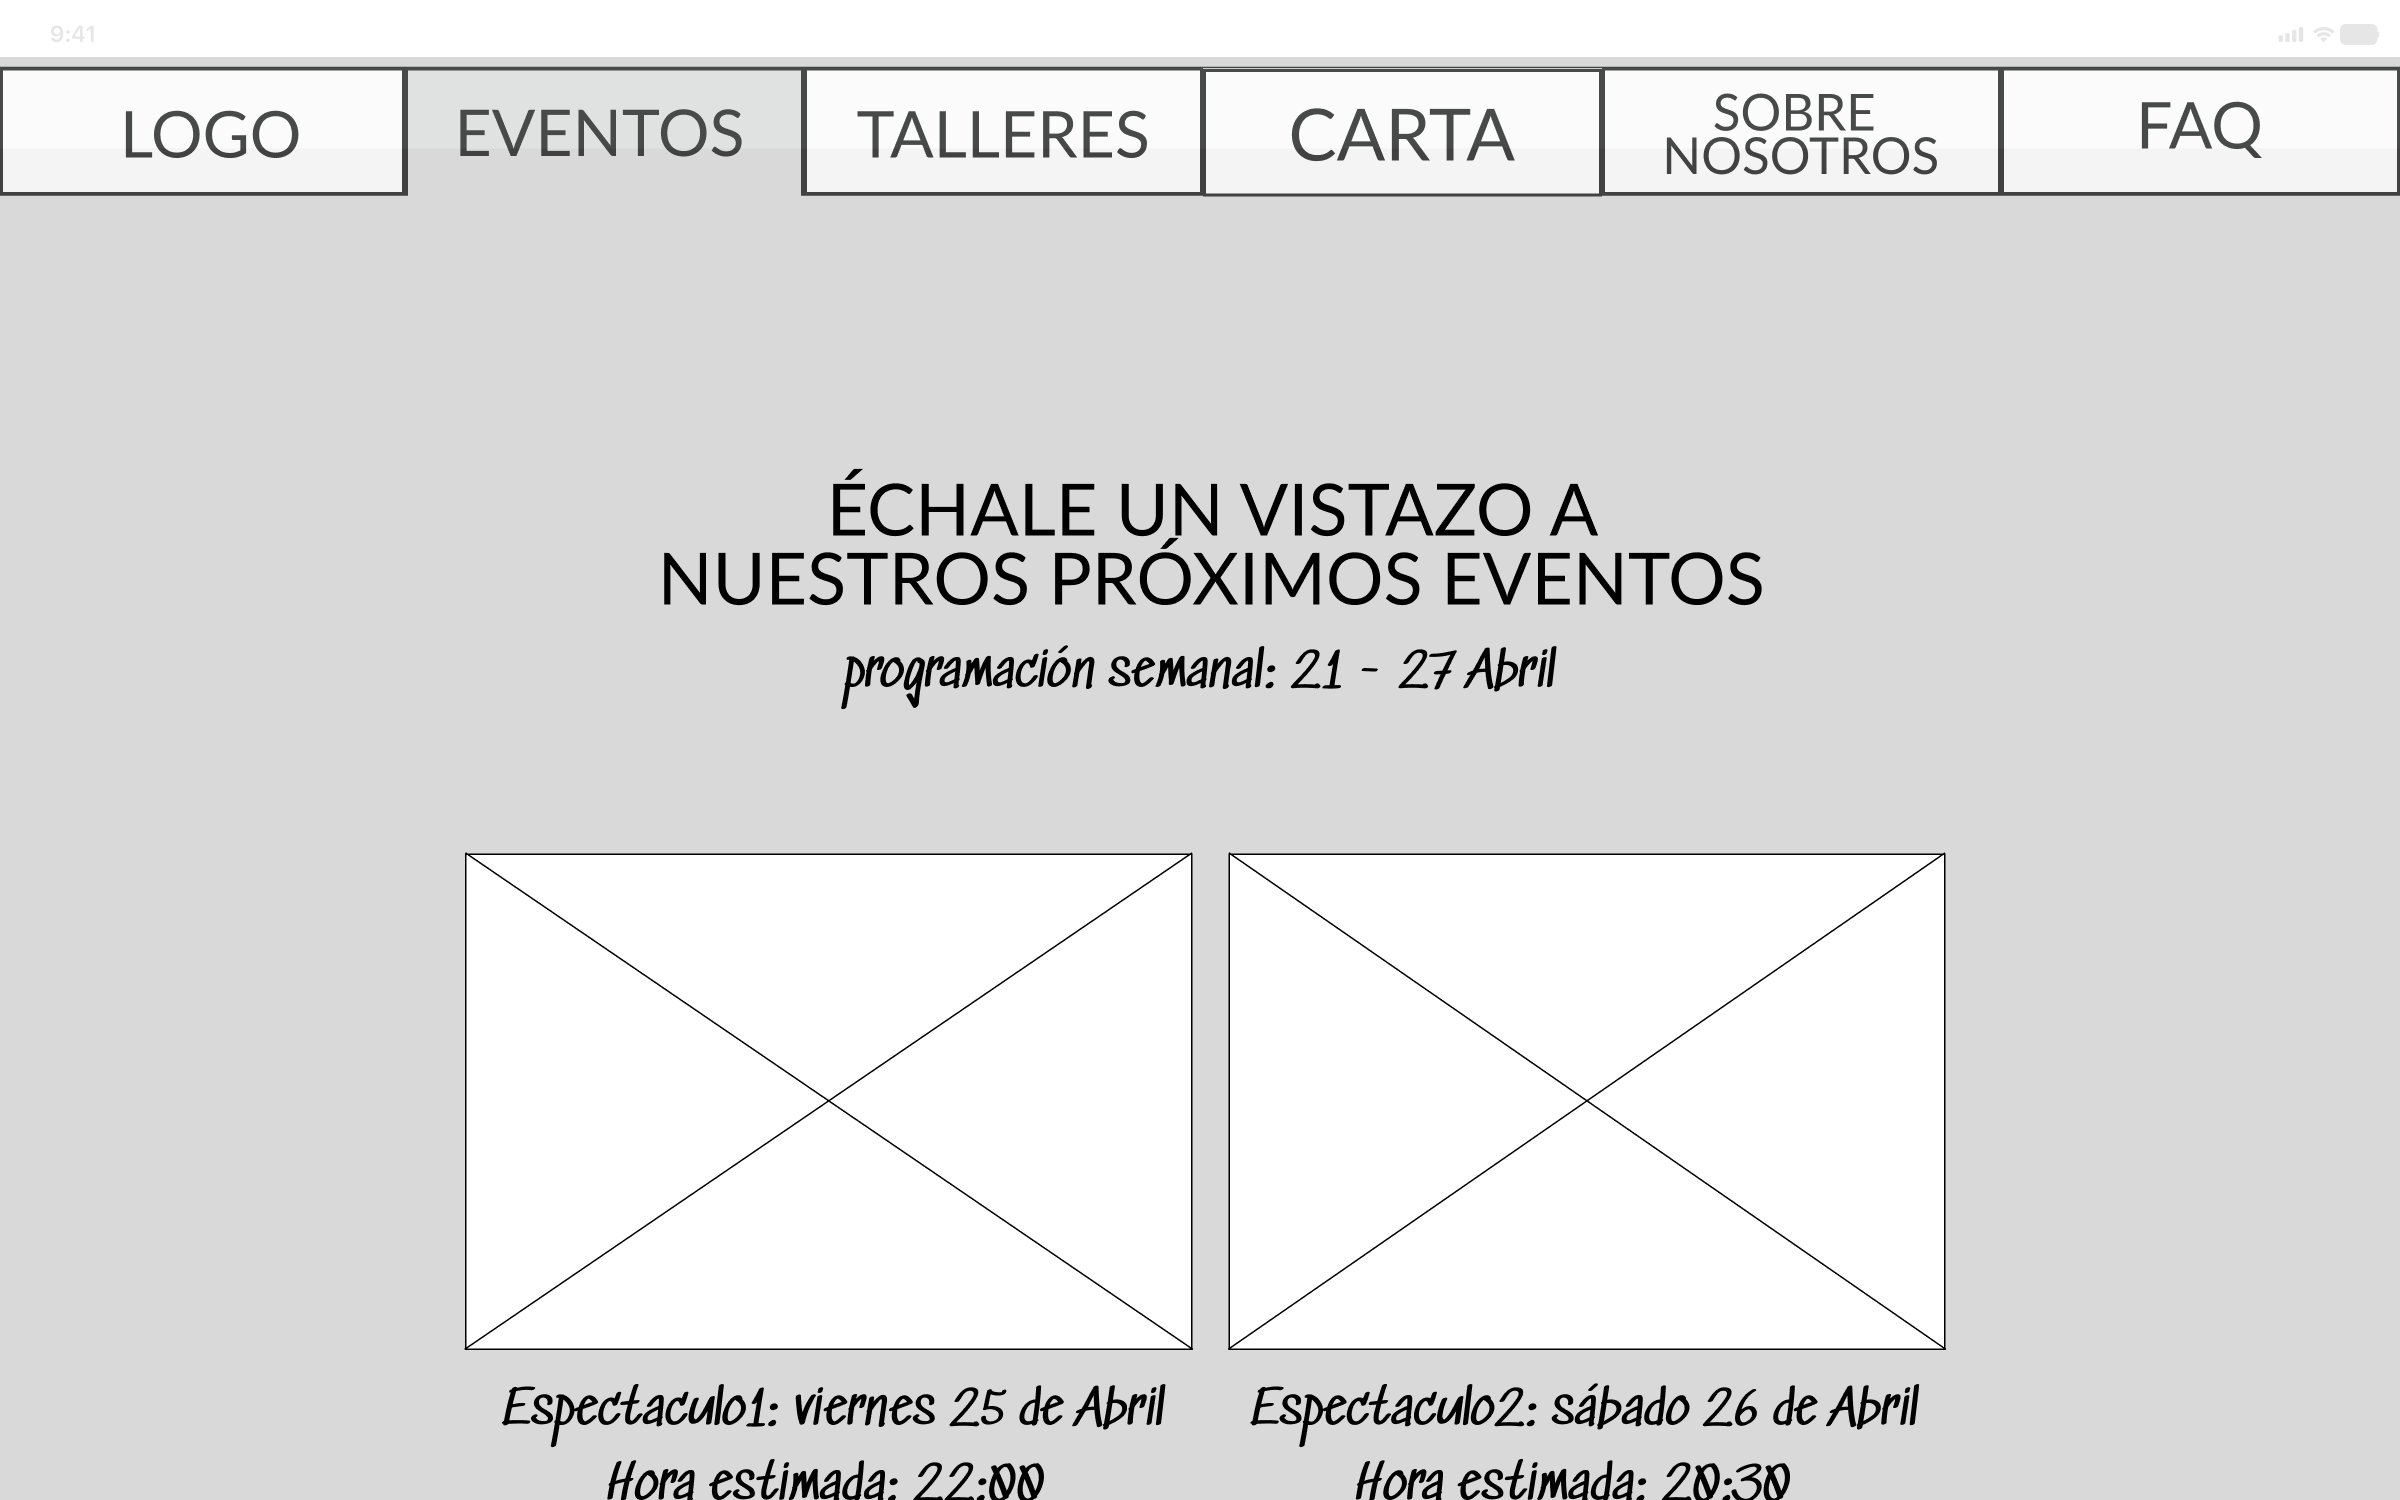 9:41
LOGO
EVENTOS
TALLERES
CARTA
SOBRE
NOSOTROS
FAQ
ÉCHALE UN VISTAZO A
NUESTROS PRÓXIMOS EVENTOS
programación semanal: 21 - 27 Abril
Espectaculo1: viernes 25 de Abril
Hora estimada: 22:00
Espectaculo2: sábado 26 de Abril
Hora estimada: 20:30